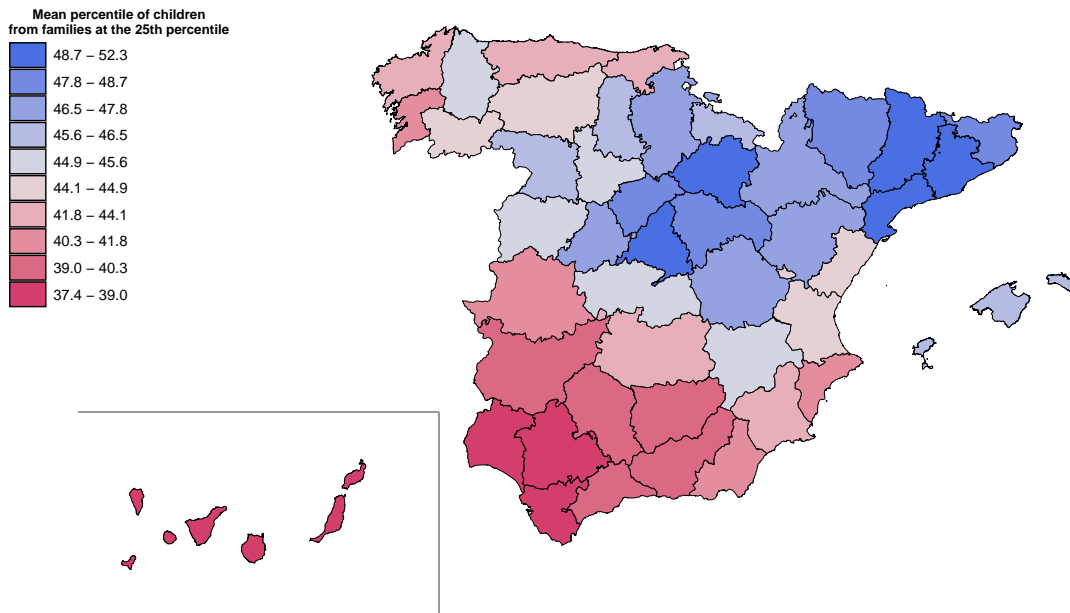 Mean percentile of children
from families at the 25th percentile
48.7 – 52.3
47.8 – 48.7
46.5 – 47.8
45.6 – 46.5
44.9 – 45.6
44.1 – 44.9
41.8 – 44.1
40.3 – 41.8
39.0 – 40.3
37.4 – 39.0